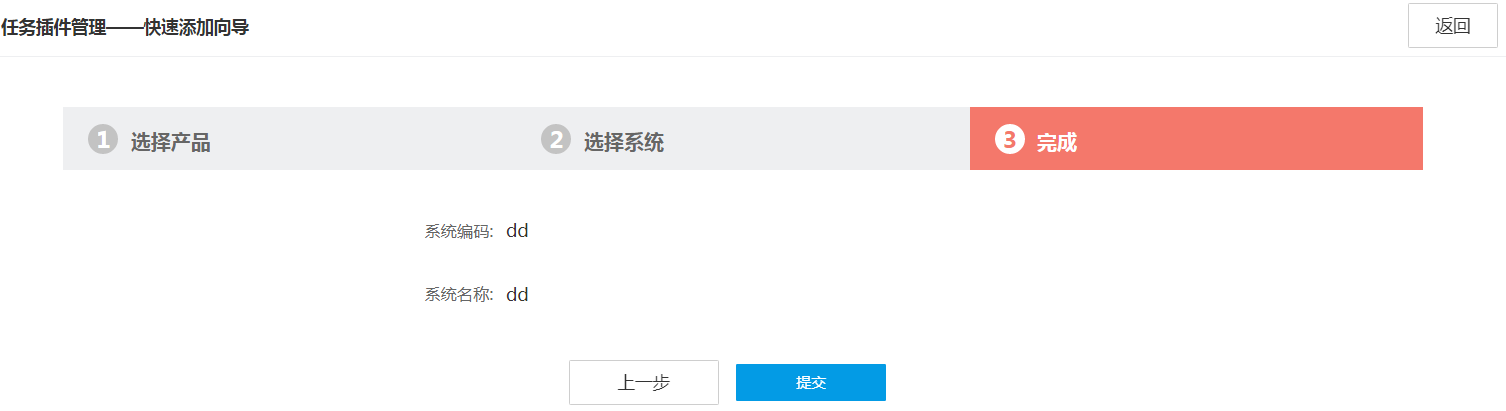 任务插件管理——快速添加向导
返回
1 选择产品
2 选择系统
3 完成
系统编码: dd
系统名称: dd
上一步
提交